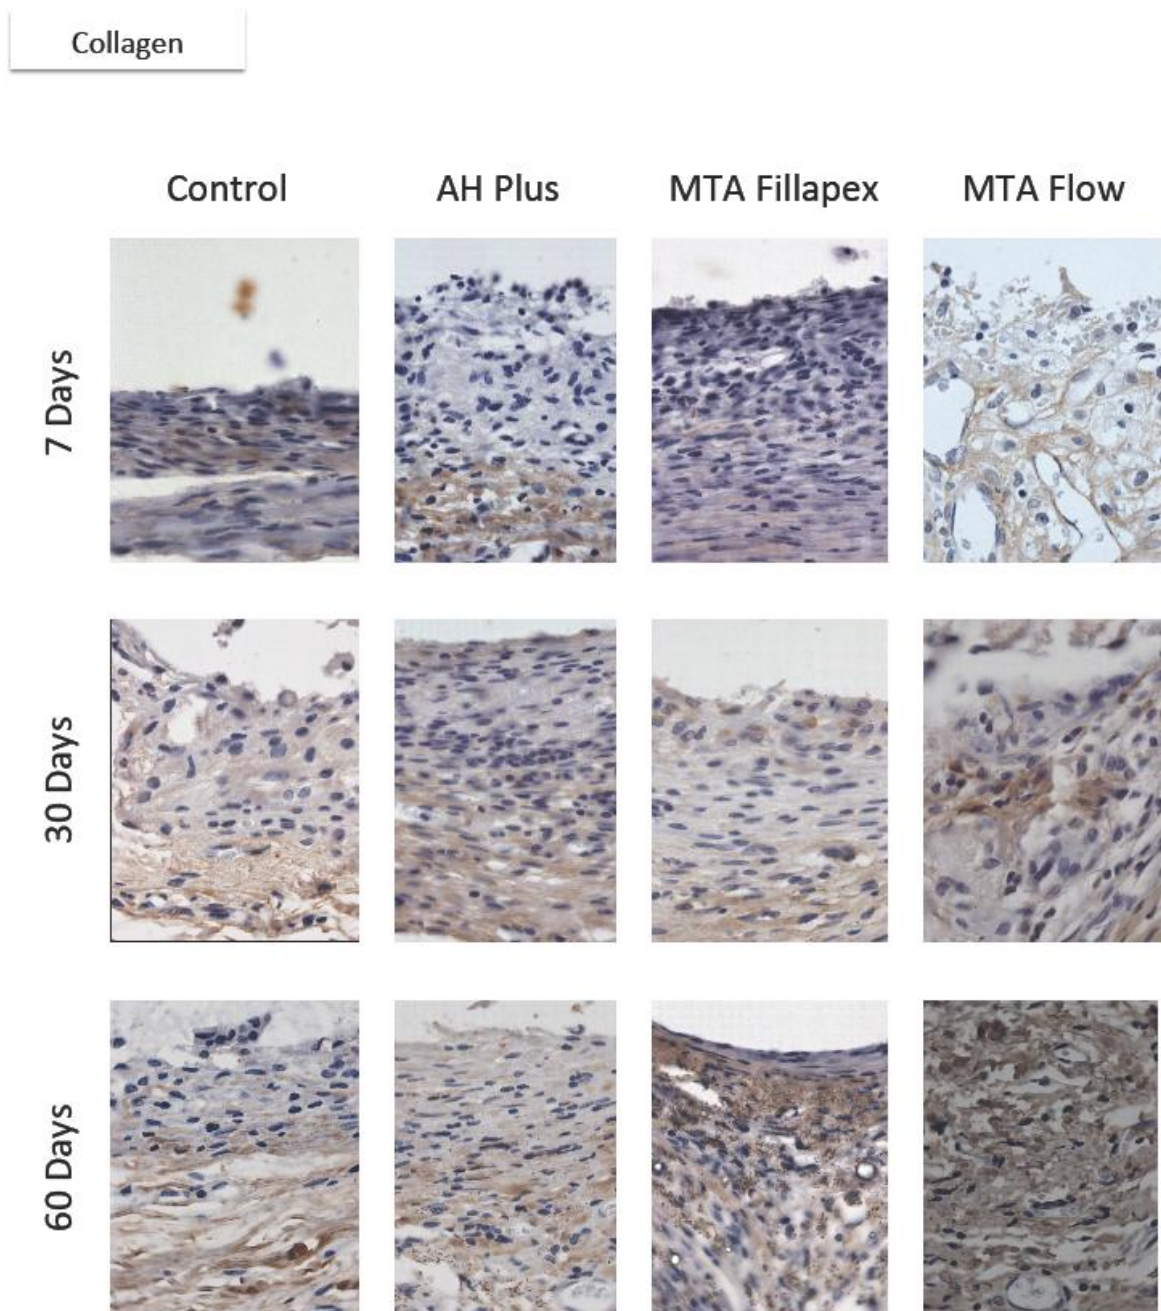 Collagen
Control AH Plus MTA Fillapex MTA Flow
7 Days
30 Days
60 Days